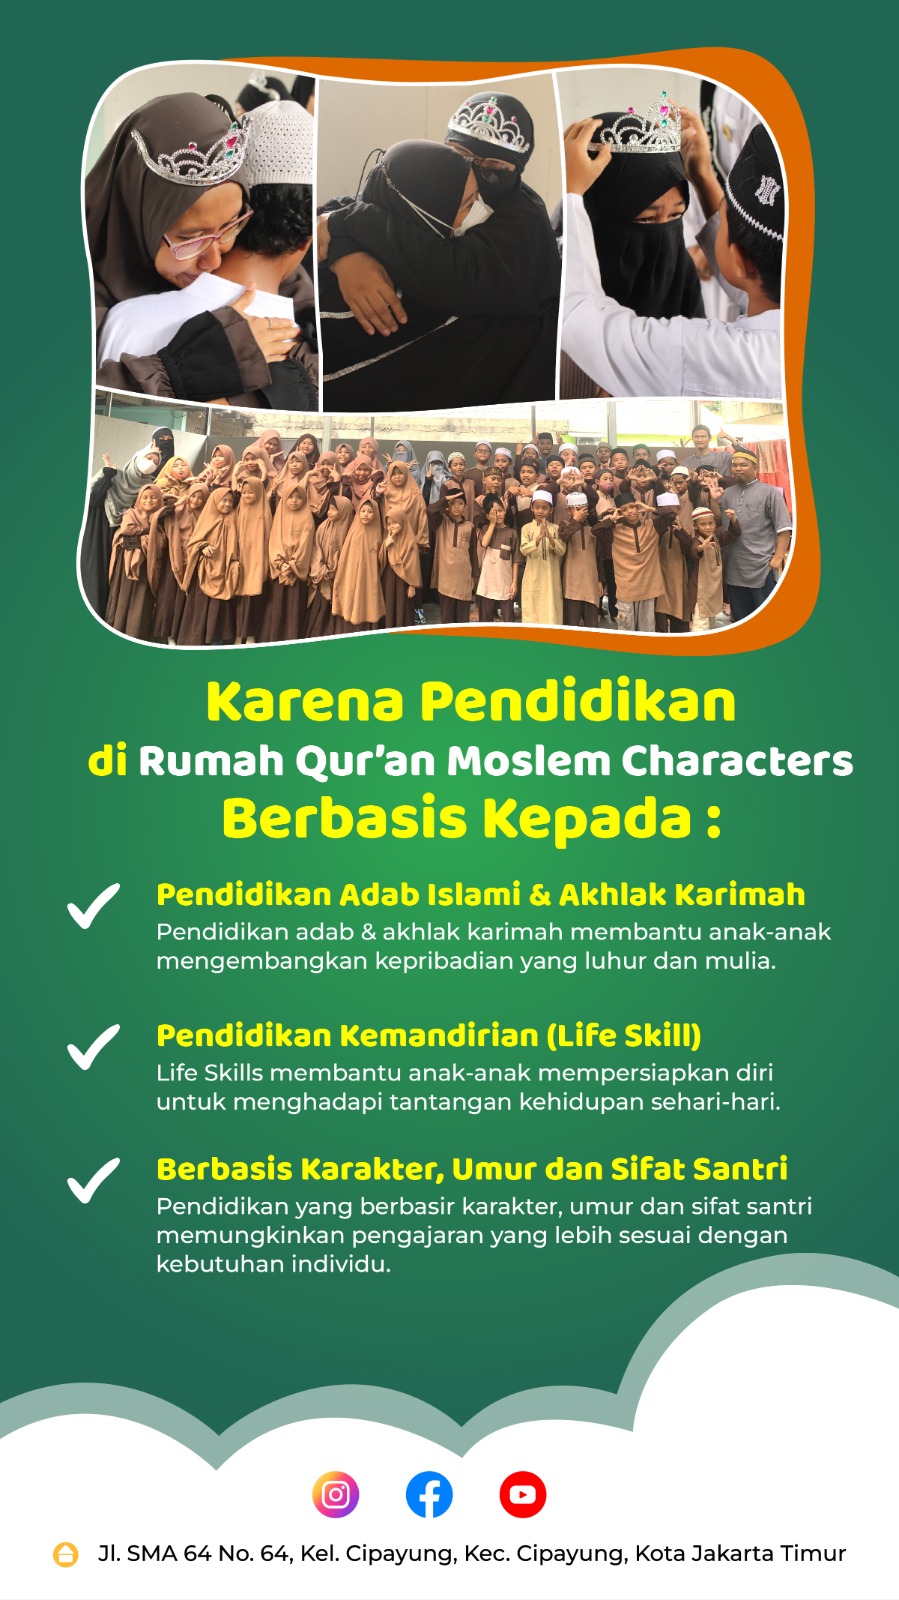 Karena Pendidikan
di Rumah Qur'an Moslem Characters
Berbasis Kepada :
Pendidikan Adab Islami & Akhlak Karimah
Pendidikan adab & akhlak karimah membantu anak-anak
mengembangkan kepribadian yang luhur dan mulia.
Pendidikan Kemandirian (Life Skill)
Life Skills membantu anak-anak mempersiapkan diri
untuk menghadapi tantangan kehidupan sehari-hari.
Berbasis Karakter, Umur dan Sifat Santri
Pendidikan yang berbasir karakter, umur dan sifat santri
memungkinkan pengajaran yang lebih sesuai dengan
kebutuhan individu.
Jl. SMA 64 No. 64, Kel. Cipayung, Kec. Cipayung, Kota Jakarta Timur